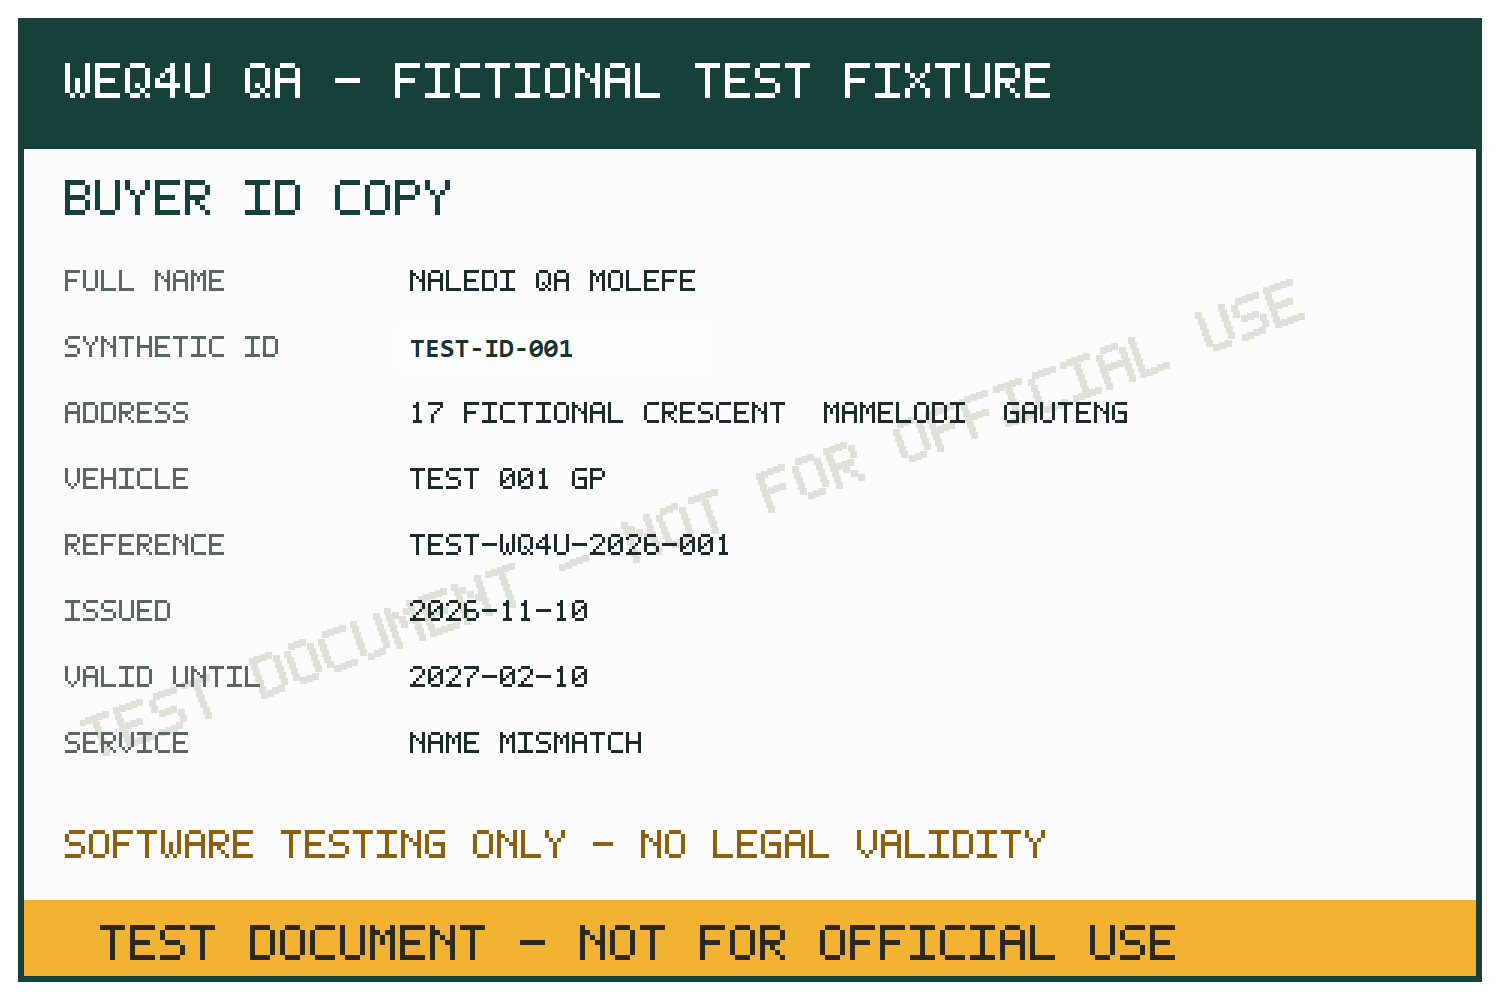 WEQ4U QA - FICTIONAL TEST FIXTURE
BUYER ID COPY
FULL NAME NALEDI QA MOLEFE
SYNTHETIC ID TEST-ID-001
ADDRESS 17 FICTIONAL CRESCENT MAMELODI GAUTENG
VEHICLE TEST 001 GP
REFERENCE TEST-WQ4U-2026-001
ISSUED 2026-11-10
VALID UNTIL 2027-02-10
SERVICE NAME MISMATCH
TEST DOCUMENT - NOT FOR OFFICIAL USE
SOFTWARE TESTING ONLY - NO LEGAL VALIDITY
TEST DOCUMENT - NOT FOR OFFICIAL USE